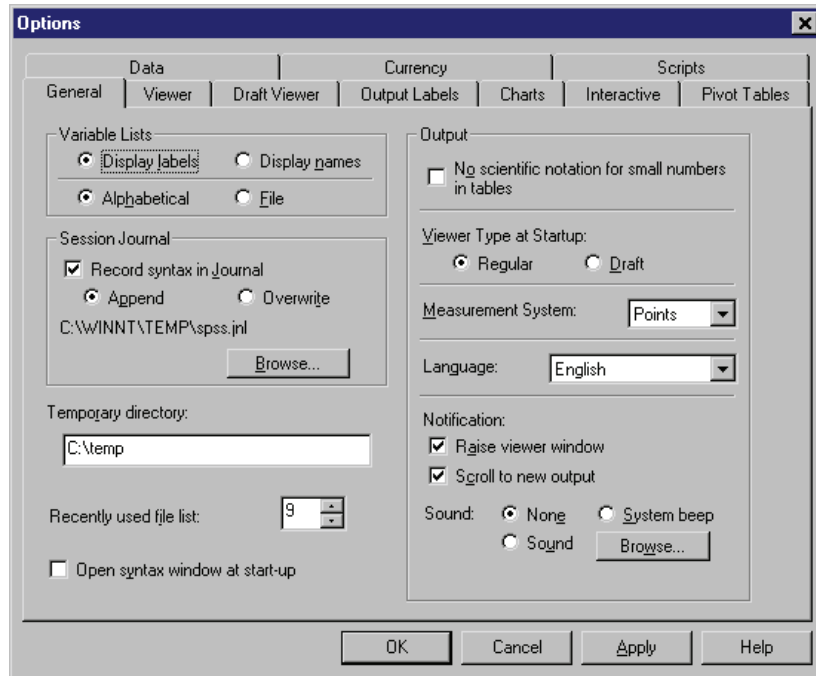 Options
Data Currency Scripts
General Viewer Draft Viewer Output Labels Charts Interactive Pivot Tables
Variable Lists
Display labels Display names
Alphabetical File
Session Journal
Record syntax in Journal
Append Overwrite
C:\WINNT\TEMP\spss.jnl
Browse...
Temporary directory:
C:\temp
Recently used file list: 9
Open syntax window at start-up
Output
No scientific notation for small numbers
in tables
Viewer Type at Startup:
Regular Draft
Measurement System: Points
Language: English
Notification:
Raise viewer window
Scroll to new output
Sound: None System beep
Sound Browse...
OK Cancel Apply Help